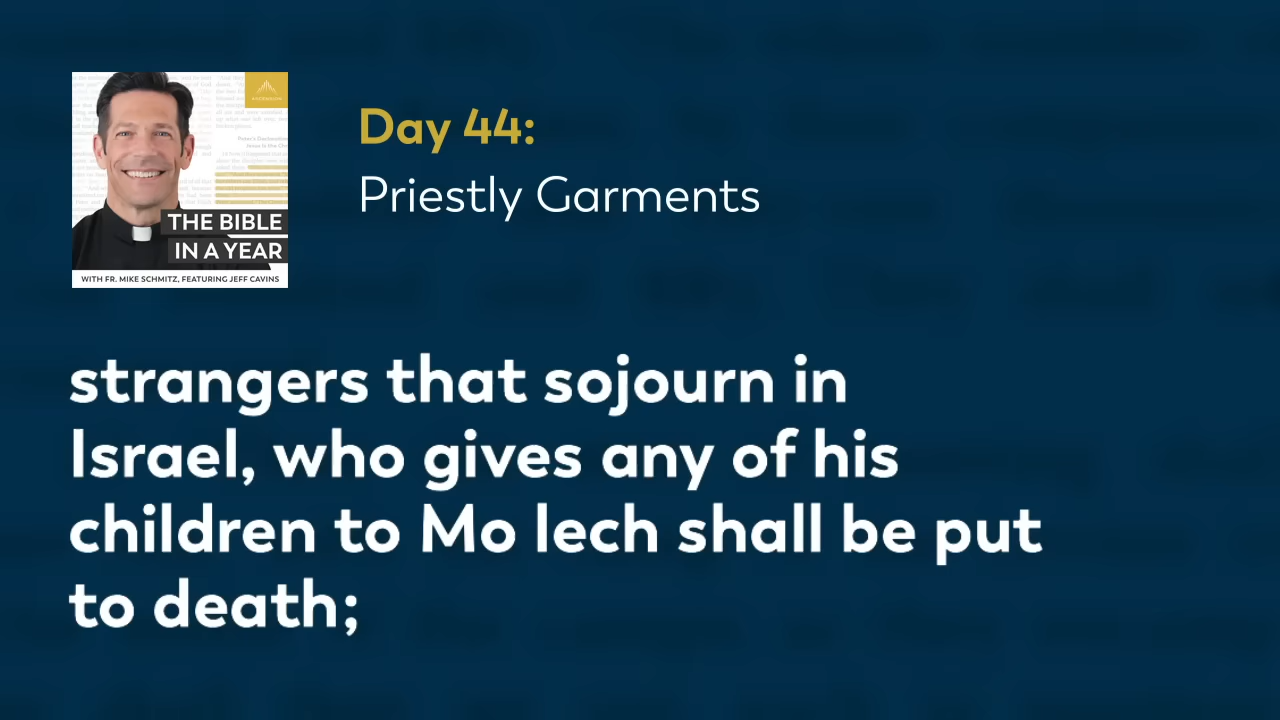 THE BIBLE
IN A YEAR
WITH FR. MIKE SCHMITZ, FEATURING JEFF CAVINS
Day 44:
Priestly Garments
strangers that sojourn in
Israel, who gives any of his
children to Mo lech shall be put
to death;